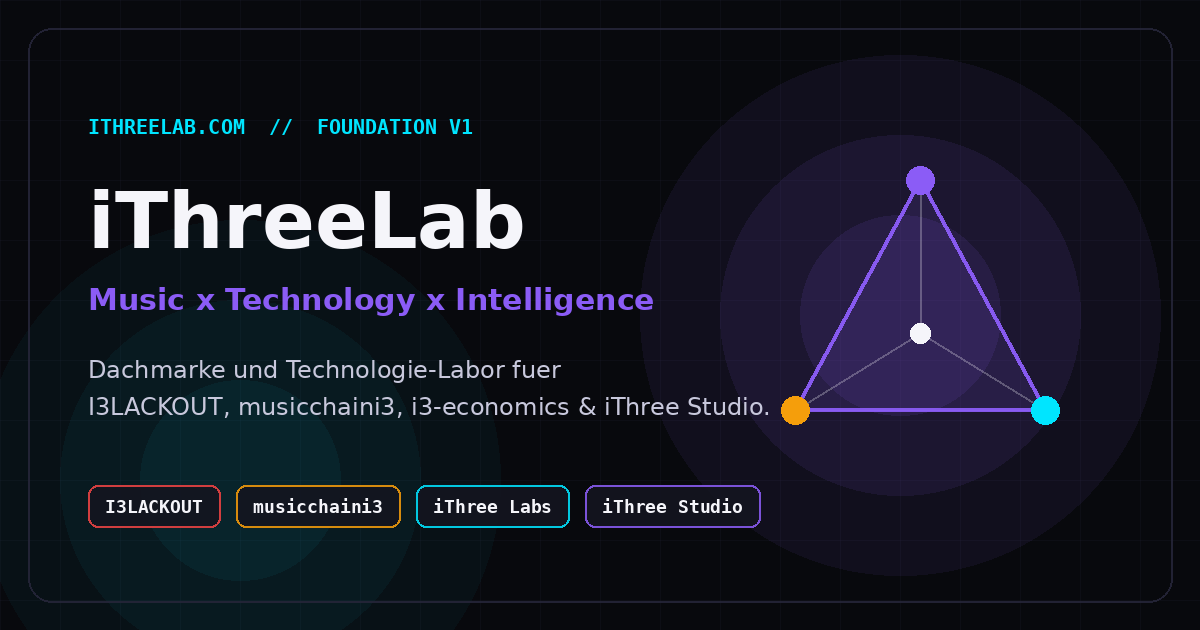 ITHREELAB.COM // FOUNDATION V1
iThreeLab
Music x Technology x Intelligence
Dachmarke und Technologie-Labor fuer
I3LACKOUT, musicchaini3, i3-economics & iThree Studio.
I3LACKOUT musicchaini3 iThree Labs iThree Studio